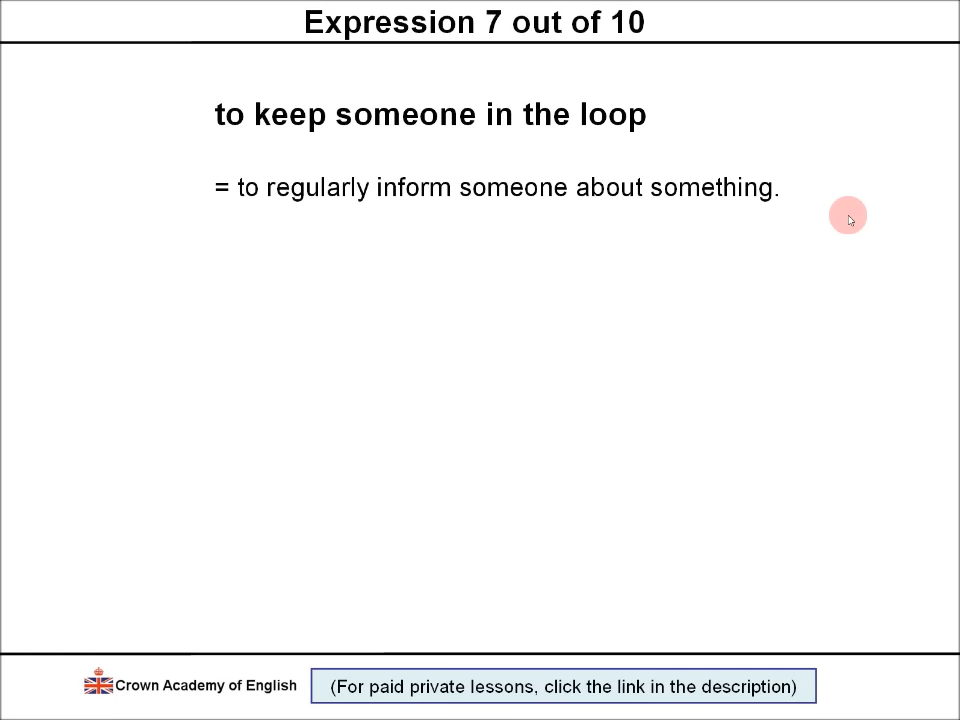 Expression 7 out of 10
to keep someone in the loop
= to regularly inform someone about something.
Crown Academy of English
(For paid private lessons, click the link in the description)